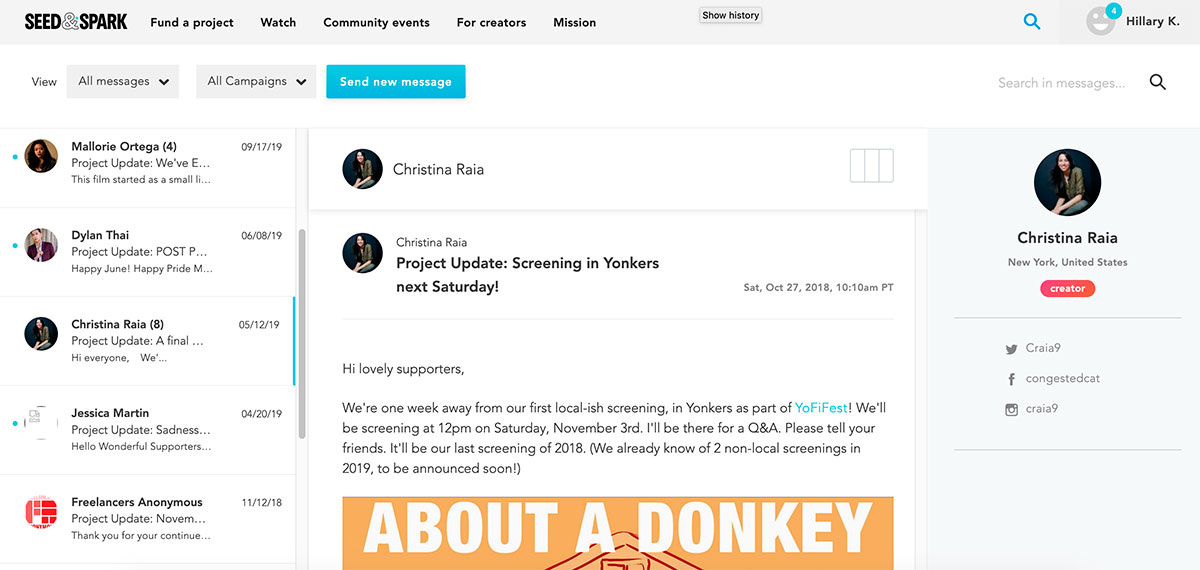 SEED&SPARK
Fund a project
Watch
Community events
For creators
Mission
Show history
4
Hillary K.
View
All messages
All Campaigns
Send new message
Search in messages...
Mallorie Ortega (4)
09/17/19
Project Update: We've E...
This film started as a small li...
Dylan Thai
06/08/19
Project Update: POST P...
Happy June! Happy Pride M...
Christina Raia (8)
05/12/19
Project Update: A final ...
Hi everyone, We'...
Jessica Martin
04/20/19
Project Update: Sadness...
Hello Wonderful Supporters...
Freelancers Anonymous
11/12/18
Project Update: Novem...
Thank you for your continue...
Christina Raia
Christina Raia
Project Update: Screening in Yonkers
next Saturday!
Sat, Oct 27, 2018, 10:10am PT
Hi lovely supporters,
We're one week away from our first local-ish screening, in Yonkers as part of YoFiFest! We'll
be screening at 12pm on Saturday, November 3rd. I'll be there for a Q&A. Please tell your
friends. It'll be our last screening of 2018. (We already know of 2 non-local screenings in
2019, to be announced soon!)
ABOUT A DONKEY
Christina Raia
New York, United States
creator
Craia9
congestedcat
craia9